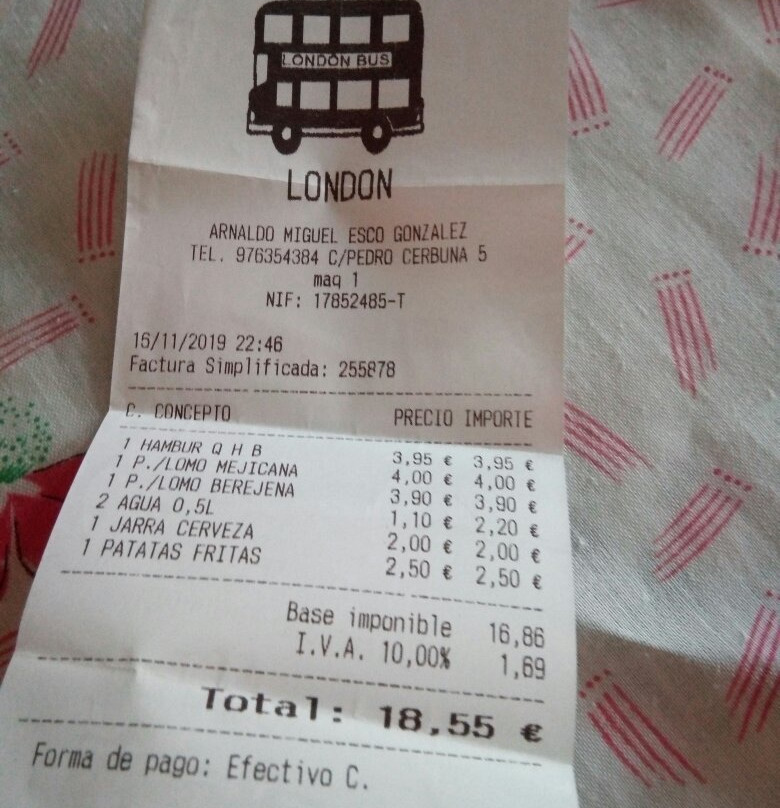 LONDON BUS
LONDON
ARNALDO MIGUEL ESCO GONZALEZ
TEL. 976354384 C/PEDRO CERBUNA 5
maq 1
NIF: 17852485-T
16/11/2019 22:46
Factura Simplificada: 255878
C. CONCEPTO PRECIO IMPORTE
1 HAMBUR Q H B 3,95 € 3,95 €
1 P./LOMO MEJICANA 4,00 € 4,00 €
1 P./LOMO BEREJENA 3,90 € 3,90 €
2 AGUA 0,5L 1,10 € 2,20 €
1 JARRA CERVEZA 2,00 € 2,00 €
1 PATATAS FRITAS 2,50 € 2,50 €
Base imponible 16,86
I.V.A. 10,00% 1,69
Total: 18,55 €
Forma de pago: Efectivo C.